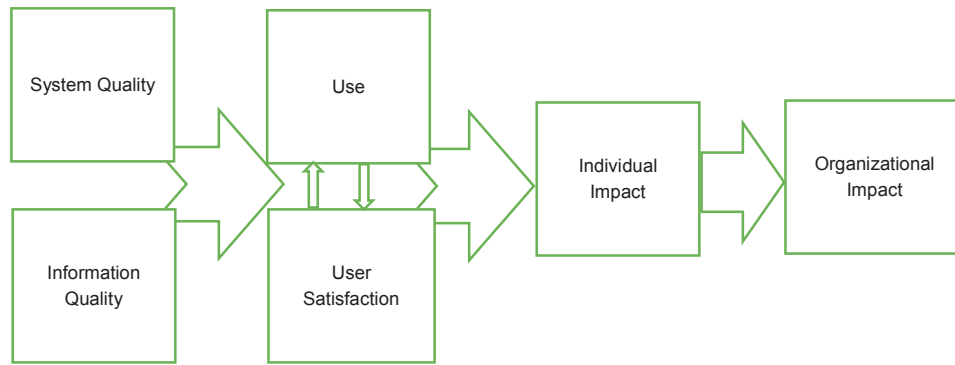 System Quality
Use
Individual
Impact
Organizational
Impact
Information
Quality
User
Satisfaction